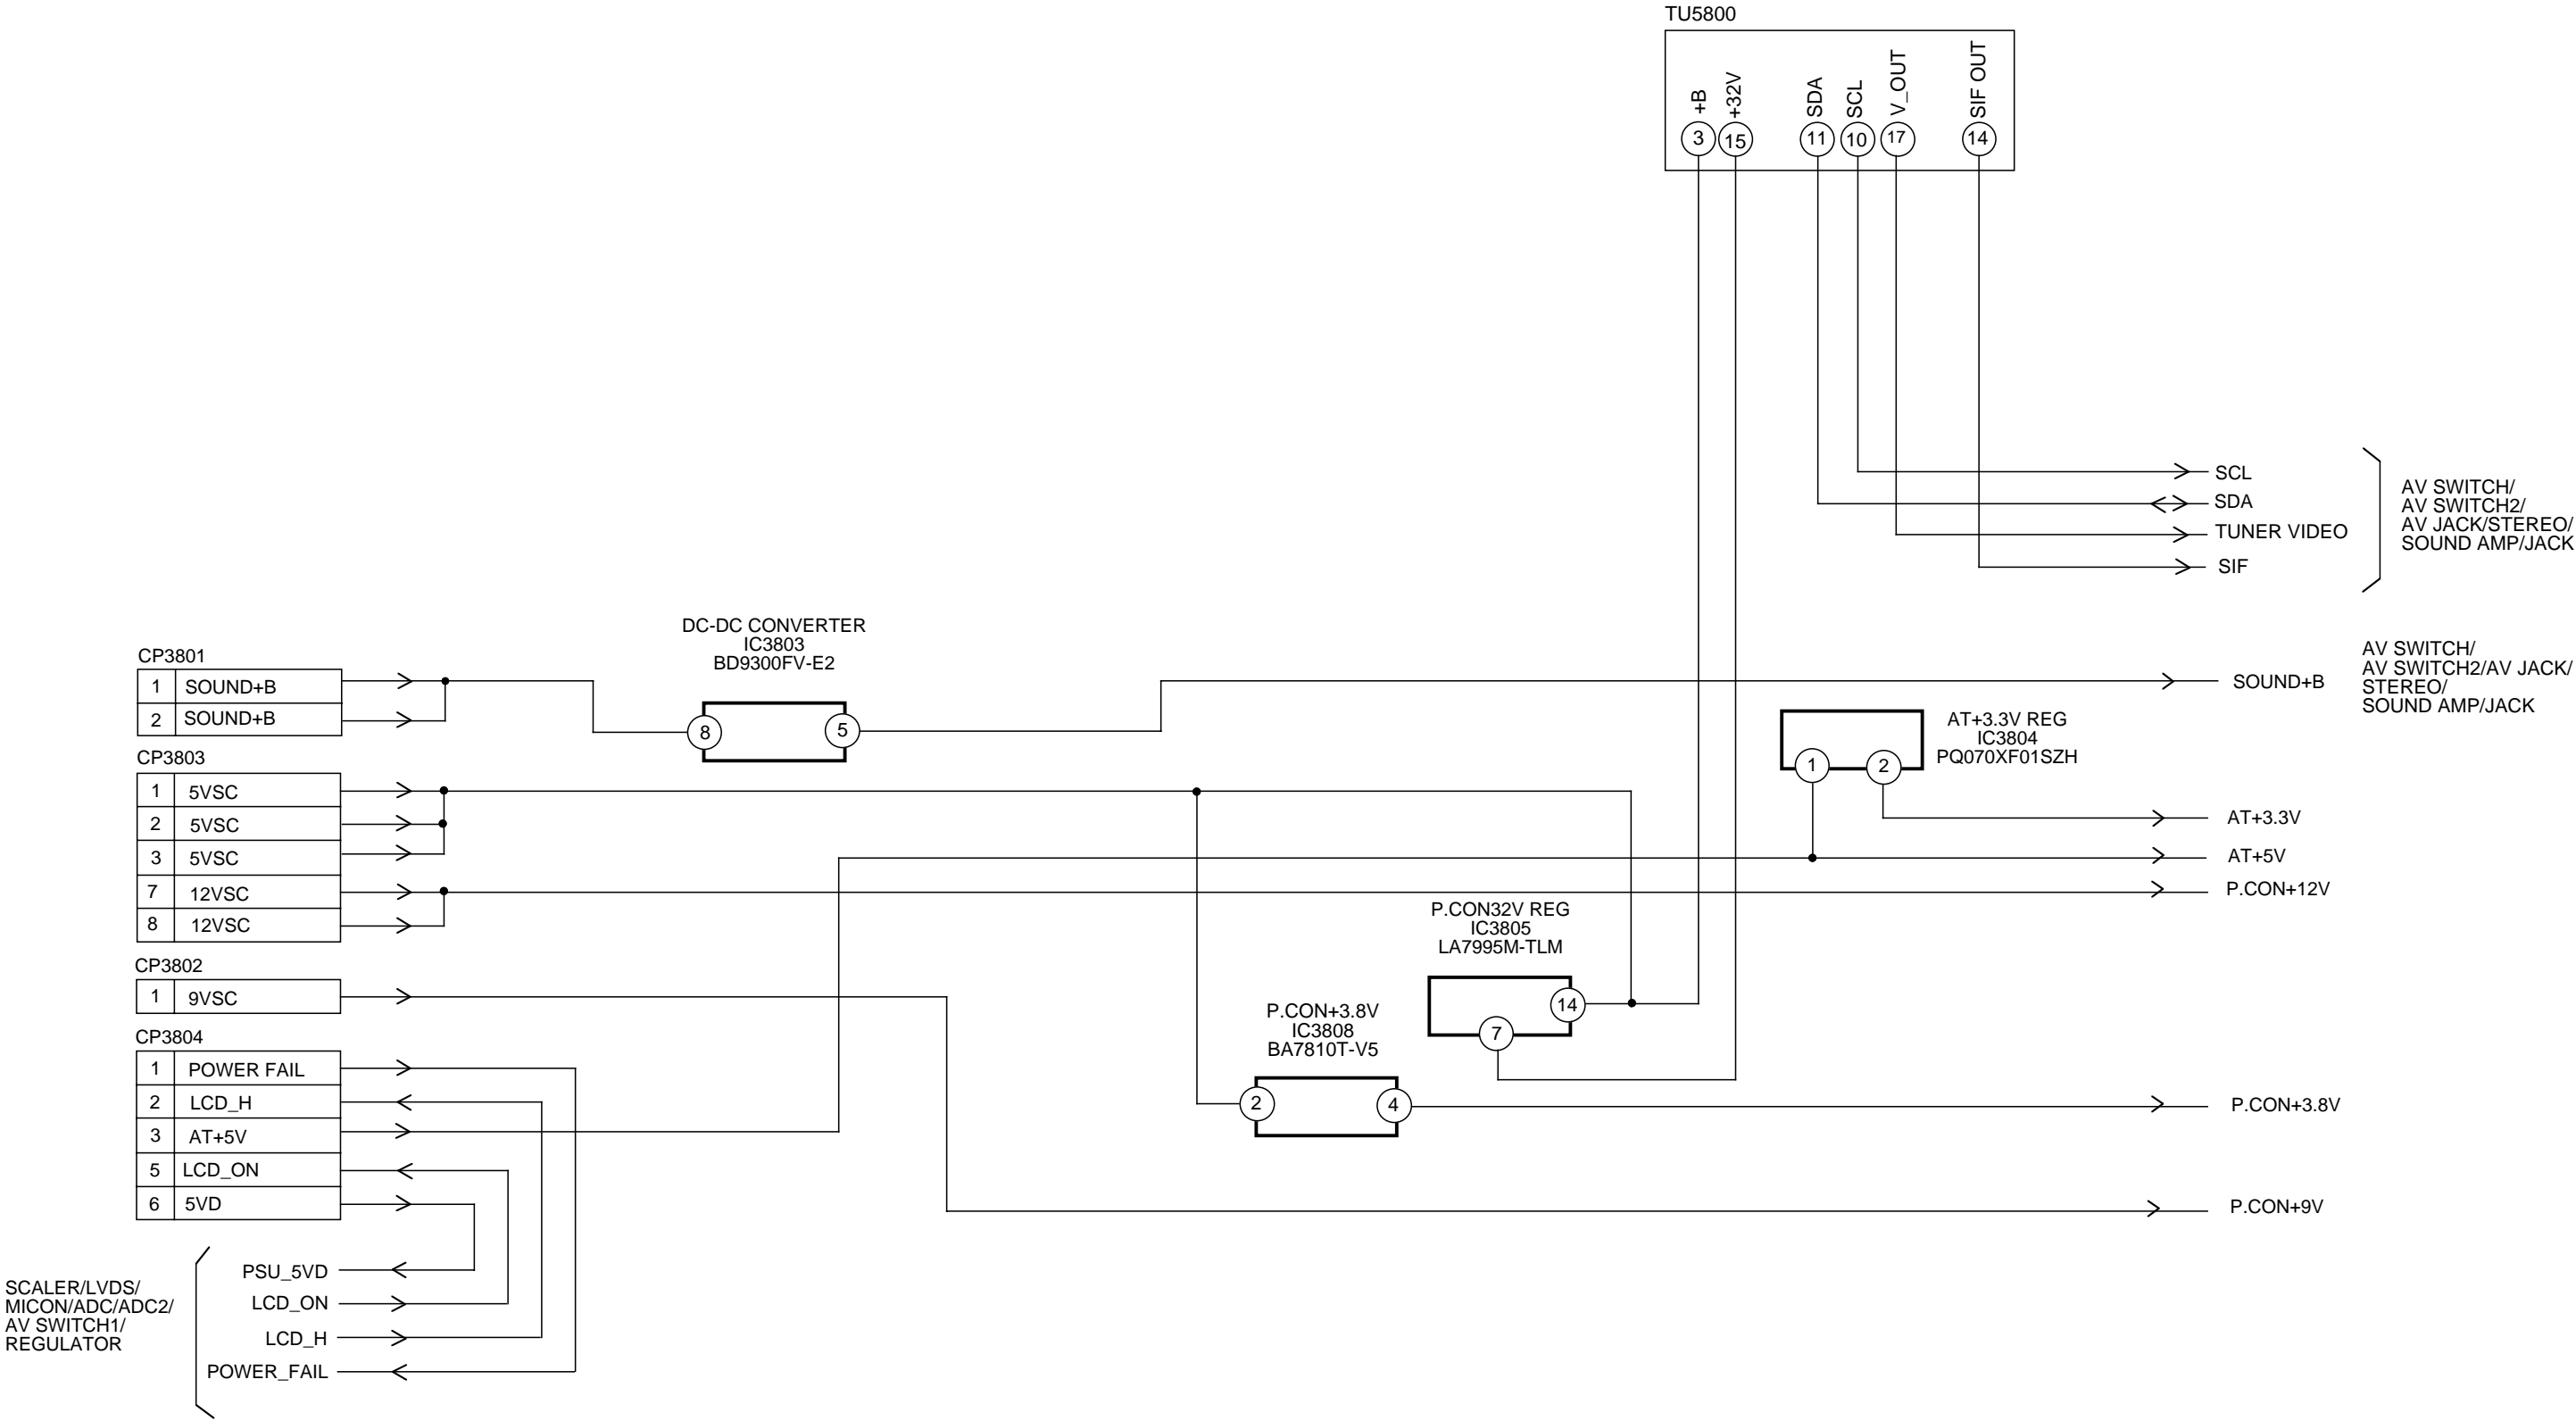 TU5800
+B
+32V
SDA
SCL
V_OUT
SIF OUT
3
15
11
10
17
14
SCL
SDA
TUNER VIDEO
SIF
AV SWITCH/
AV SWITCH2/
AV JACK/STEREO/
SOUND AMP/JACK
DC-DC CONVERTER
IC3803
BD9300FV-E2
8
5
CP3801
1 SOUND+B
2 SOUND+B
SOUND+B
AV SWITCH/
AV SWITCH2/AV JACK/
STEREO/
SOUND AMP/JACK
AT+3.3V REG
IC3804
PQ070XF01SZH
1
2
CP3803
1 5VSC
2 5VSC
3 5VSC
7 12VSC
8 12VSC
AT+3.3V
AT+5V
P.CON+12V
P.CON32V REG
IC3805
LA7995M-TLM
14
7
CP3802
1 9VSC
P.CON+3.8V
IC3808
BA7810T-V5
2
4
P.CON+3.8V
CP3804
1 POWER FAIL
2 LCD_H
3 AT+5V
5 LCD_ON
6 5VD
P.CON+9V
SCALER/LVDS/
MICON/ADC/ADC2/
AV SWITCH1/
REGULATOR
PSU_5VD
LCD_ON
LCD_H
POWER_FAIL